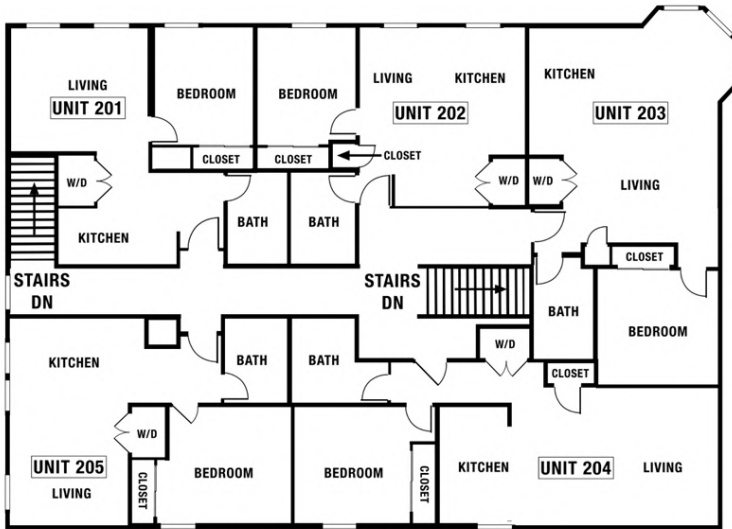 LIVING
UNIT 201
BEDROOM
BEDROOM
LIVING
KITCHEN
UNIT 202
KITCHEN
UNIT 203
CLOSET
CLOSET
CLOSET
W/D
W/D
W/D
LIVING
KITCHEN
BATH
BATH
STAIRS
DN
STAIRS
DN
CLOSET
BATH
BEDROOM
KITCHEN
BATH
BATH
W/D
CLOSET
W/D
UNIT 205
LIVING
CLOSET
BEDROOM
BEDROOM
CLOSET
KITCHEN
UNIT 204
LIVING